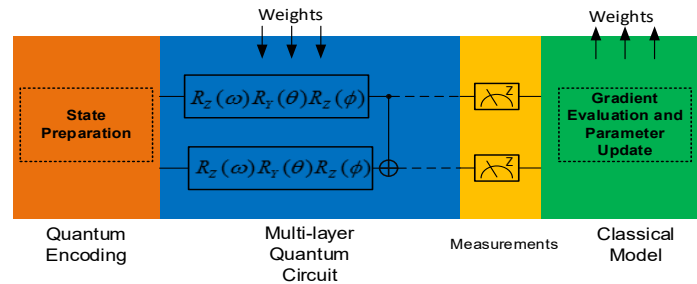 Weights
Weights
State
Preparation
R_Z(ω)R_Y(θ)R_Z(ϕ)
Z
R_Z(ω)R_Y(θ)R_Z(ϕ)
Z
Gradient
Evaluation and
Parameter
Update
Quantum
Encoding
Multi-layer
Quantum
Circuit
Measurements
Classical
Model